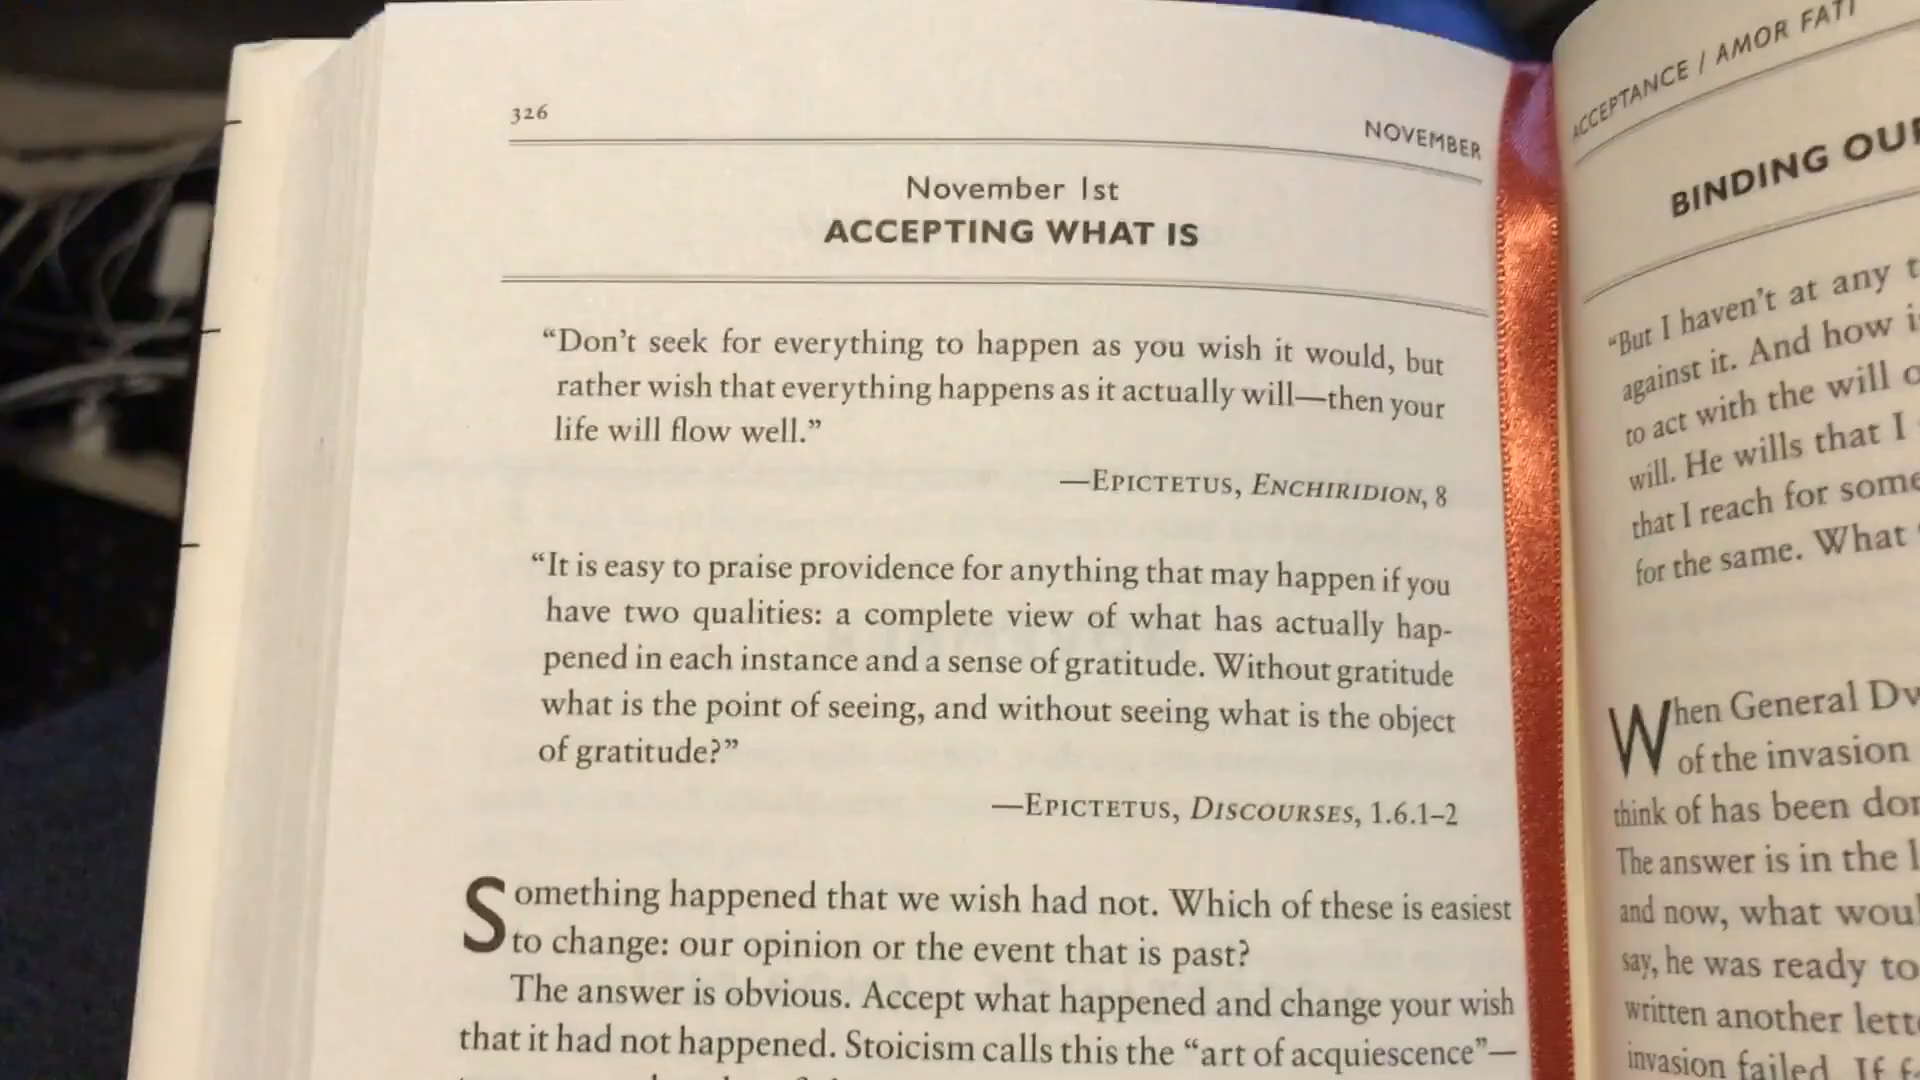 326
NOVEMBER
November 1st
ACCEPTING WHAT IS
“Don’t seek for everything to happen as you wish it would, but
rather wish that everything happens as it actually will—then your
life will flow well.”
—EPICTETUS, ENCHIRIDION, 8
“It is easy to praise providence for anything that may happen if you
have two qualities: a complete view of what has actually hap-
pened in each instance and a sense of gratitude. Without gratitude
what is the point of seeing, and without seeing what is the object
of gratitude?”
—EPICTETUS, DISCOURSES, 1.6.1–2
Something happened that we wish had not. Which of these is easiest
to change: our opinion or the event that is past?
The answer is obvious. Accept what happened and change your wish
that it had not happened. Stoicism calls this the “art of acquiescence”—
ACCEPTANCE / AMOR FATI
BINDING OUR
“But I haven’t at any
against it. And how
to act with the will
will. He wills that I
that I reach for some
for the same. What
When General
of the invasion
think of has been
The answer is in the
and now, what
say, he was ready to
written another
invasion failed. If